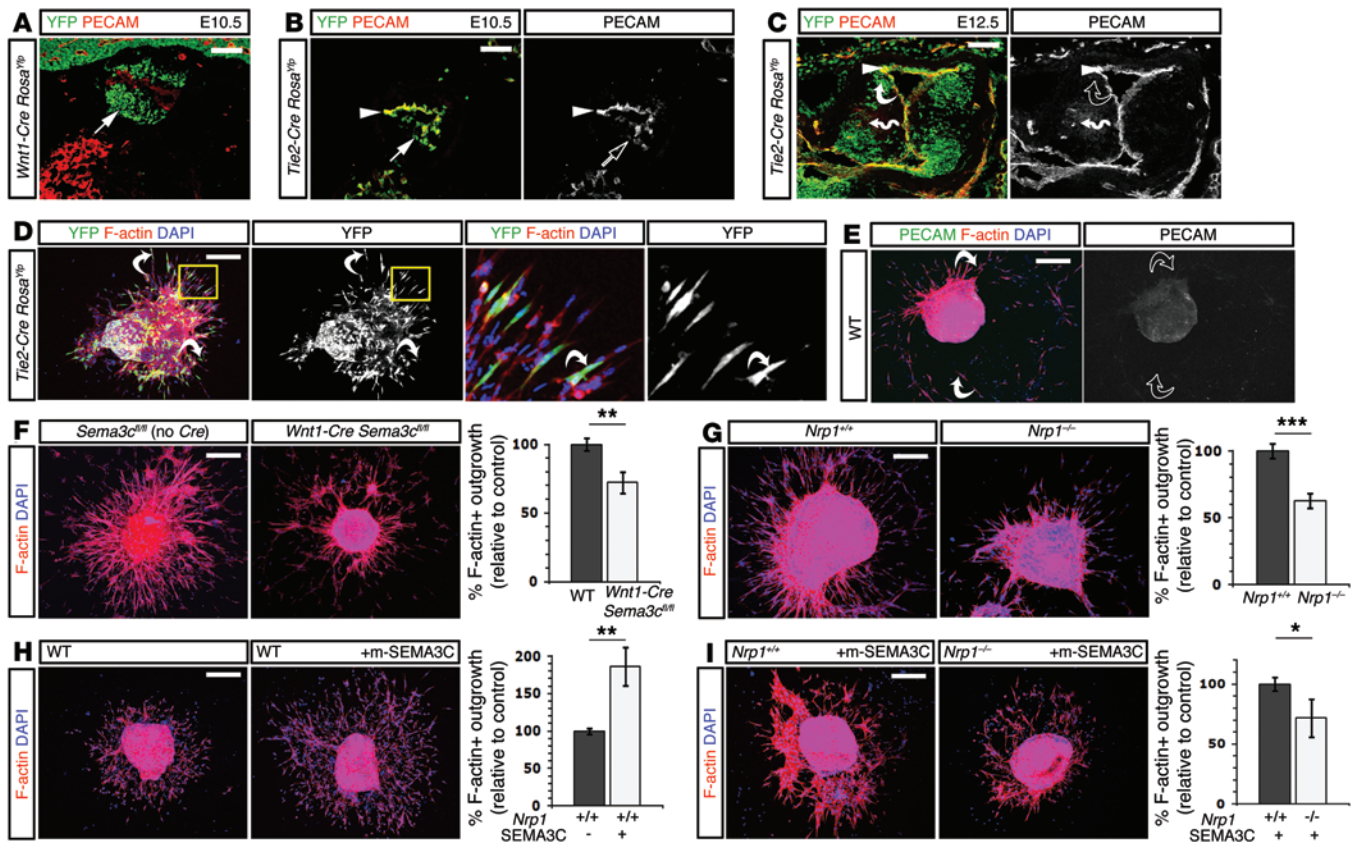 A
YFP PECAM E10.5
Wnt1-Cre Rosa^Yfp
B
YFP PECAM E10.5
PECAM
Tie2-Cre Rosa^Yfp
C
YFP PECAM E12.5
PECAM
Tie2-Cre Rosa^Yfp
D
YFP F-actin DAPI
YFP
YFP F-actin DAPI
YFP
Tie2-Cre Rosa^Yfp
E
PECAM F-actin DAPI
PECAM
WT
F
Sema3c^fl/fl (no Cre)
Wnt1-Cre Sema3c^fl/fl
F-actin DAPI
% F-actin+ outgrowth
(relative to control)
**
100
50
0
WT
Wnt1-Cre
Sema3c^fl/fl
G
Nrp1^+/+
Nrp1^–/–
F-actin DAPI
% F-actin+ outgrowth
(relative to control)
***
100
50
0
Nrp1^+/+ Nrp1^–/–
H
WT
WT +m-SEMA3C
F-actin DAPI
% F-actin+ outgrowth
(relative to control)
**
200
150
100
50
0
Nrp1 +/+ +/+
SEMA3C - +
I
Nrp1^+/+ +m-SEMA3C
Nrp1^–/– +m-SEMA3C
F-actin DAPI
% F-actin+ outgrowth
(relative to control)
*
100
50
0
Nrp1 +/+ -/-
SEMA3C + +